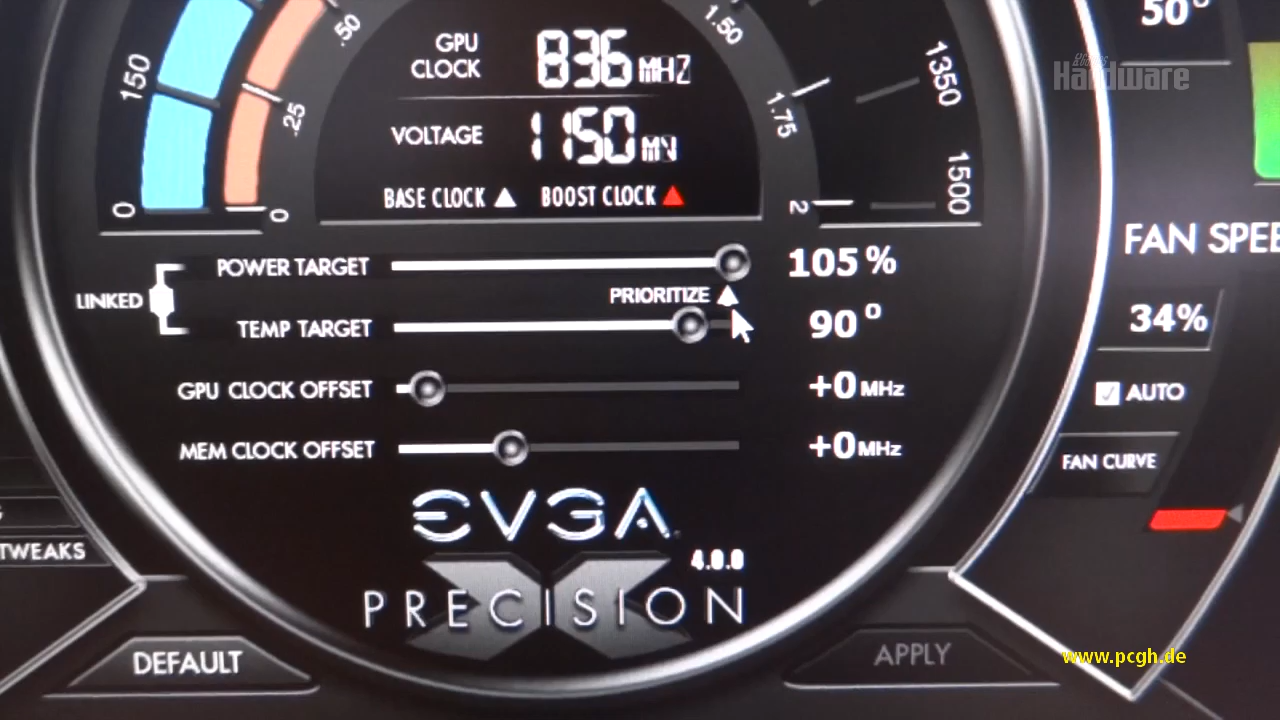 50°
Hardware
150
.50
.25
0
0
GPU CLOCK 836 MHZ
VOLTAGE 1150 MV
BASE CLOCK BOOST CLOCK
1.50
1.75
2
1350
1500
FAN SPEE
POWER TARGET 105 %
LINKED
PRIORITIZE
TEMP TARGET 90°
34%
GPU CLOCK OFFSET +0 MHz
AUTO
MEM CLOCK OFFSET +0 MHz
FAN CURVE
EVGA
TWEAKS
4.0.0
PRECISION
DEFAULT
APPLY
www.pcgh.de